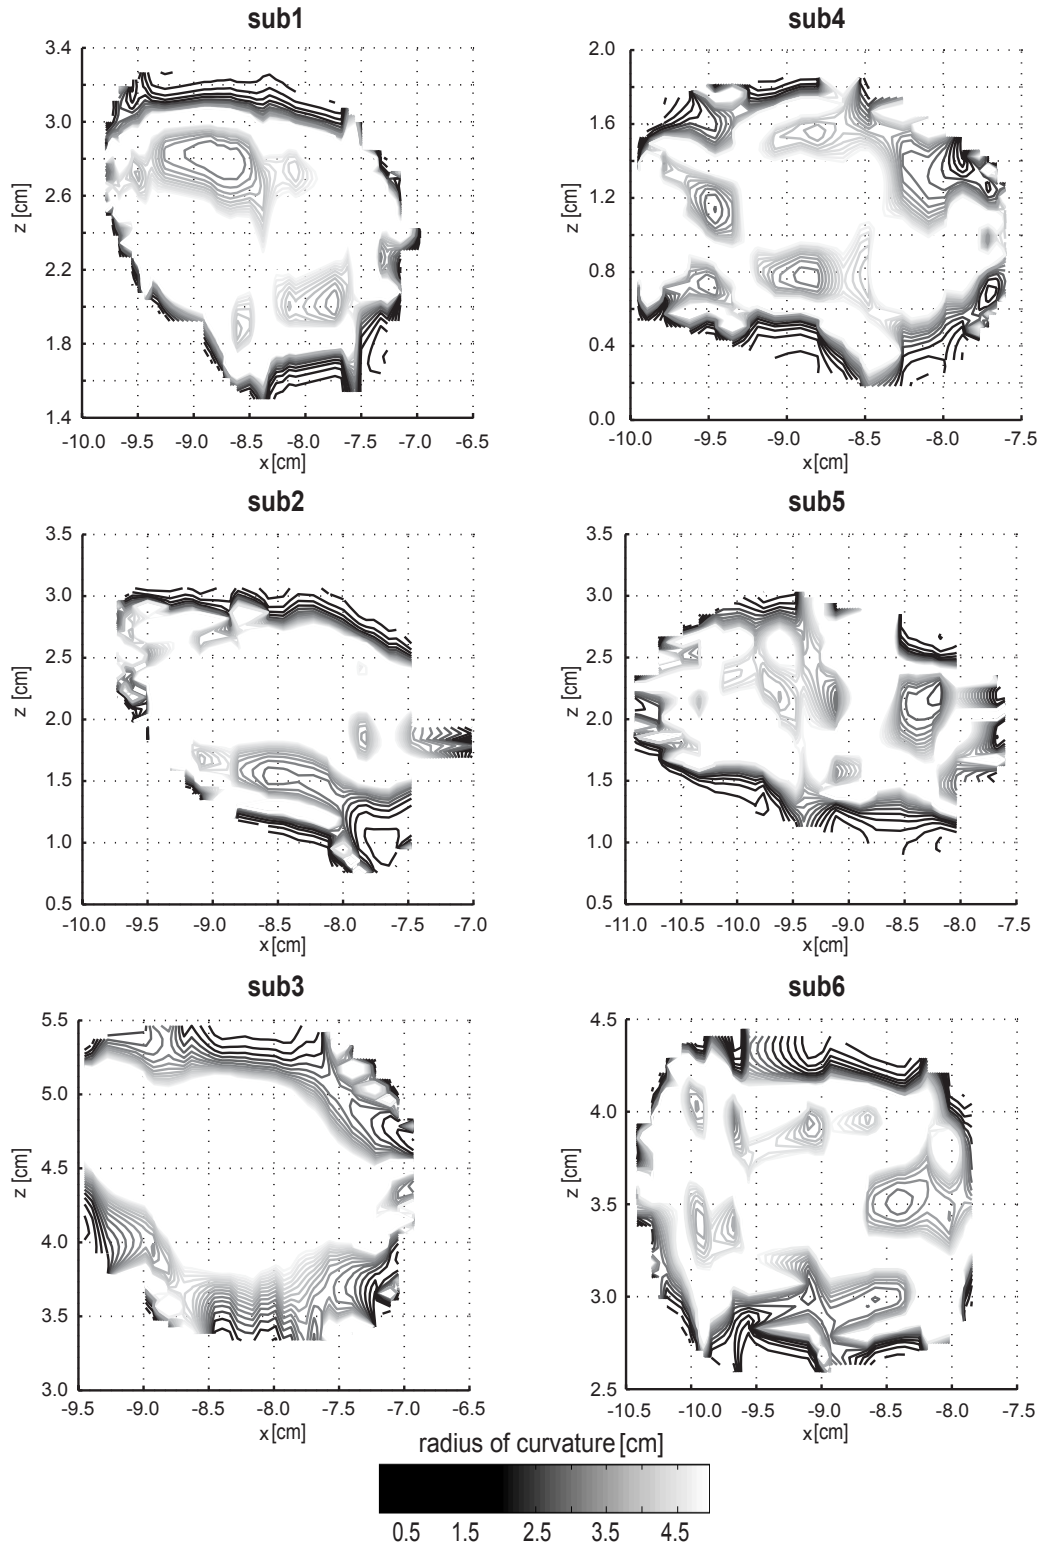 sub1
3.4
3.0
2.6
2.2
1.8
1.4
z [cm]
-10.0 -9.5 -9.0 -8.5 -8.0 -7.5 -7.0 -6.5
x [cm]
sub4
2.0
1.6
1.2
0.8
0.4
0.0
z [cm]
-10.0 -9.5 -9.0 -8.5 -8.0 -7.5
x [cm]
sub2
3.5
3.0
2.5
2.0
1.5
1.0
0.5
z [cm]
-10.0 -9.5 -9.0 -8.5 -8.0 -7.5 -7.0
x [cm]
sub5
3.5
3.0
2.5
2.0
1.5
1.0
0.5
z [cm]
-11.0 -10.5 -10.0 -9.5 -9.0 -8.5 -8.0 -7.5
x [cm]
sub3
5.5
5.0
4.5
4.0
3.5
3.0
z [cm]
-9.5 -9.0 -8.5 -8.0 -7.5 -7.0 -6.5
x [cm]
sub6
4.5
4.0
3.5
3.0
2.5
z [cm]
-10.5 -10.0 -9.5 -9.0 -8.5 -8.0 -7.5
x [cm]
radius of curvature [cm]
0.5 1.5 2.5 3.5 4.5